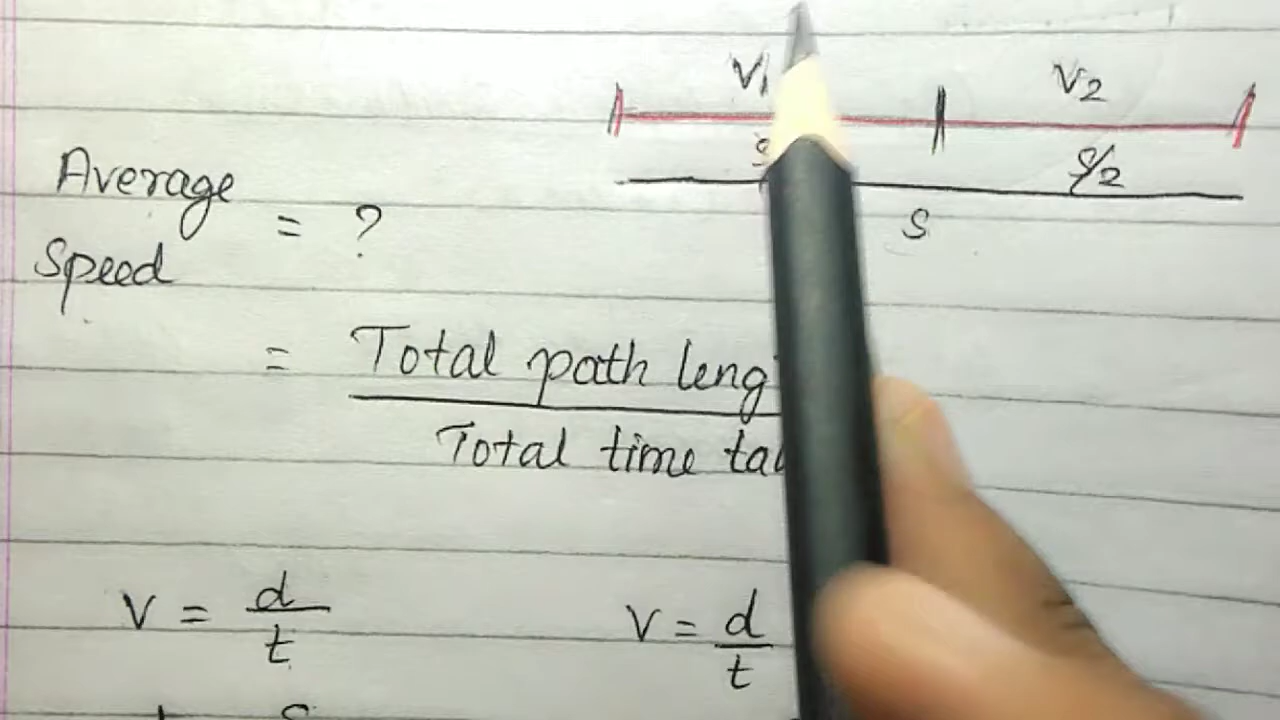 V1 V2
S/2
S
Average
Speed
= ?
= Total path leng
Total time ta
V = d/t V = d/t